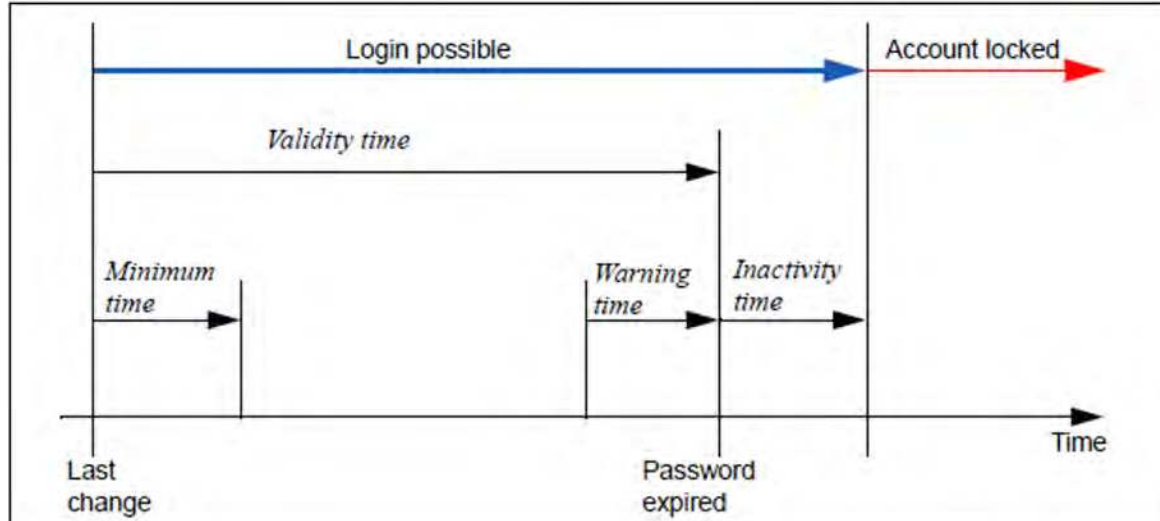 Login possible
Account locked
Validity time
Minimum
time
Warning
time
Inactivity
time
Time
Last
change
Password
expired